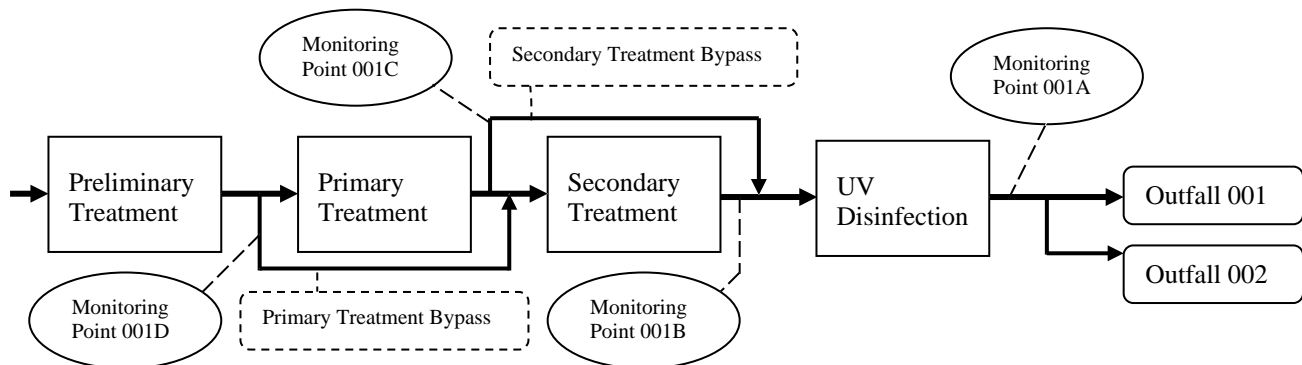 Monitoring
Point 001C
Secondary Treatment Bypass
Monitoring
Point 001A
Preliminary
Treatment
Primary
Treatment
Secondary
Treatment
UV
Disinfection
Outfall 001
Outfall 002
Monitoring
Point 001D
Primary Treatment Bypass
Monitoring
Point 001B